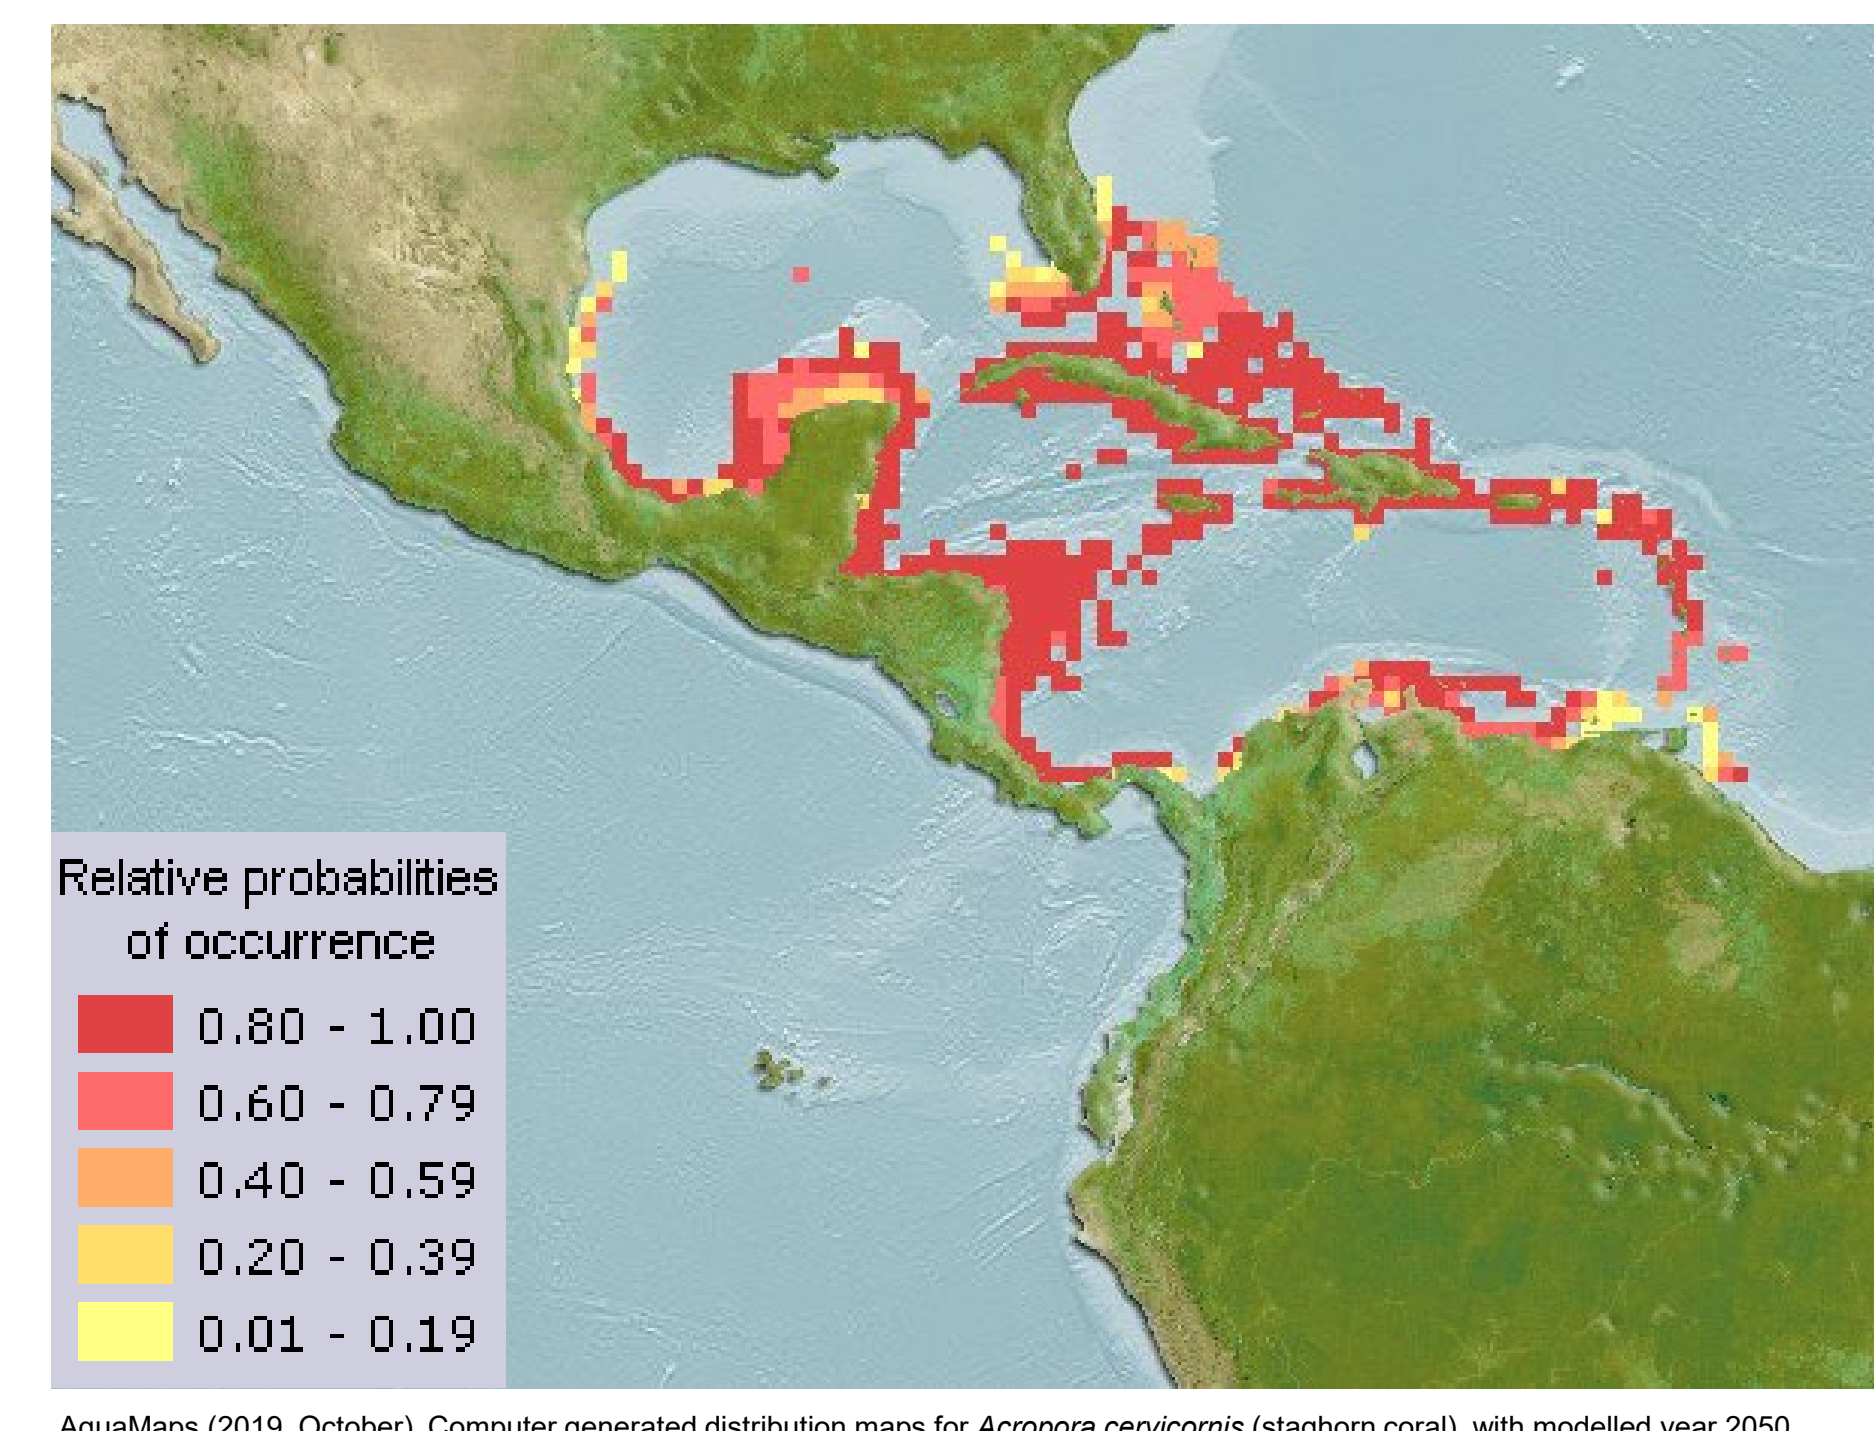 Relative probabilities
of occurrence
0.80 - 1.00
0.60 - 0.79
0.40 - 0.59
0.20 - 0.39
0.01 - 0.19
AquaMaps (2019, October). Computer generated distribution maps for Acropora cervicornis (staghorn coral), with modelled year 2050